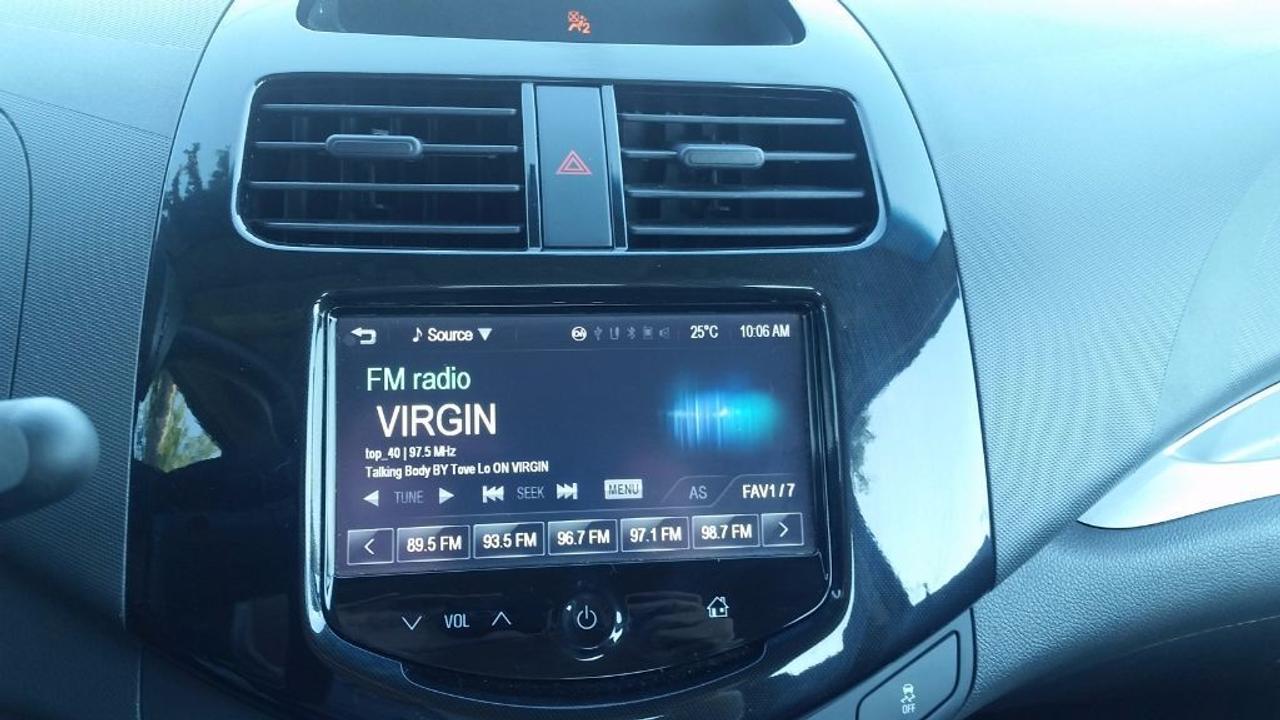 2
Source
25°C
10:06 AM
FM radio
VIRGIN
top_40 | 97.5 MHz
Talking Body BY Tove Lo ON VIRGIN
TUNE SEEK MENU AS FAV1/7
89.5 FM 93.5 FM 96.7 FM 97.1 FM 98.7 FM
VOL
OFF